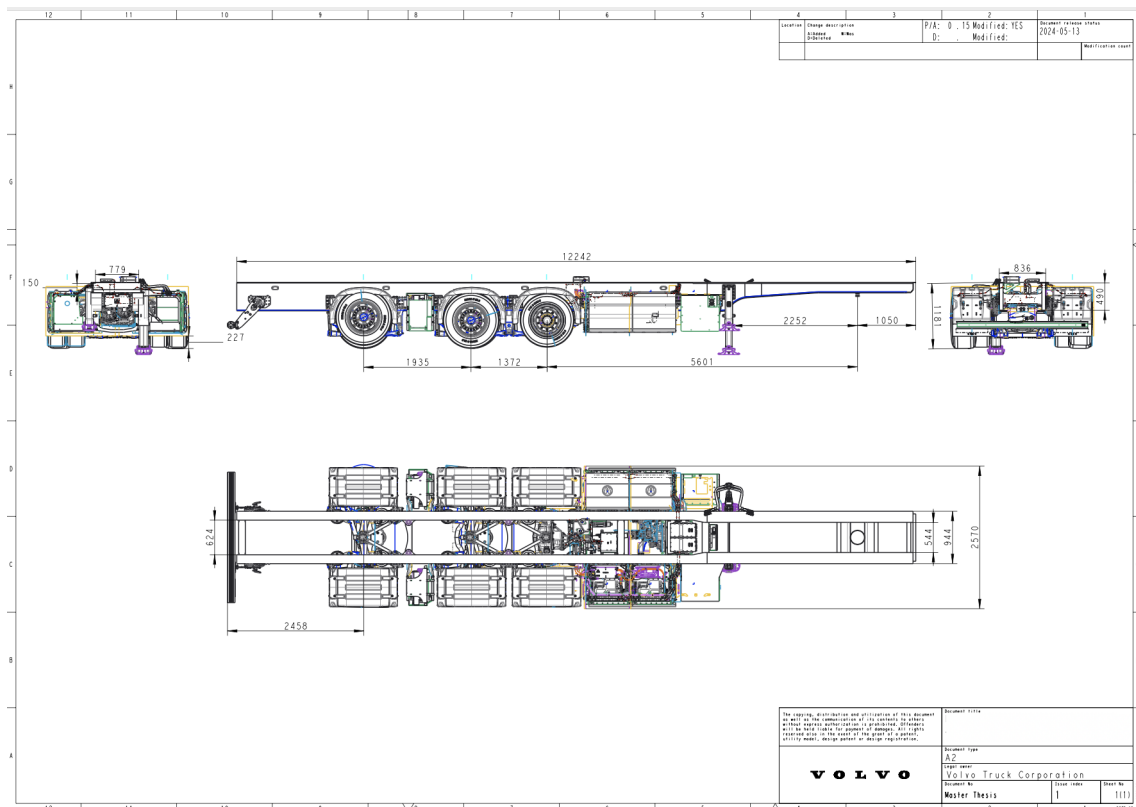 12 11 10 9 8 7 6 5 4 3 2 1
Location Change description P/A: 0 . 15 Modified: YES Document release status
A:Added M:Mov D: . Modified: 2024-05-13
D:Deleted
Modification count
H
G
F
E
D
C
B
A
12242
779
150
227
1935 1372 5601
2252 1050
836
490
1181
624
544
944
2570
2458
The copying, distribution and utilization of this document
as well as the communication of its contents to others
without express authorization is prohibited. Offenders
will be held liable for payment of damages. All rights
reserved also in the event of the grant of a patent,
utility model, design patent or design registration.
Document title
Document type
A2
Legal owner
Volvo Truck Corporation
VOLVO
Document No Issue index Sheet No
Master Thesis 1 1(1)